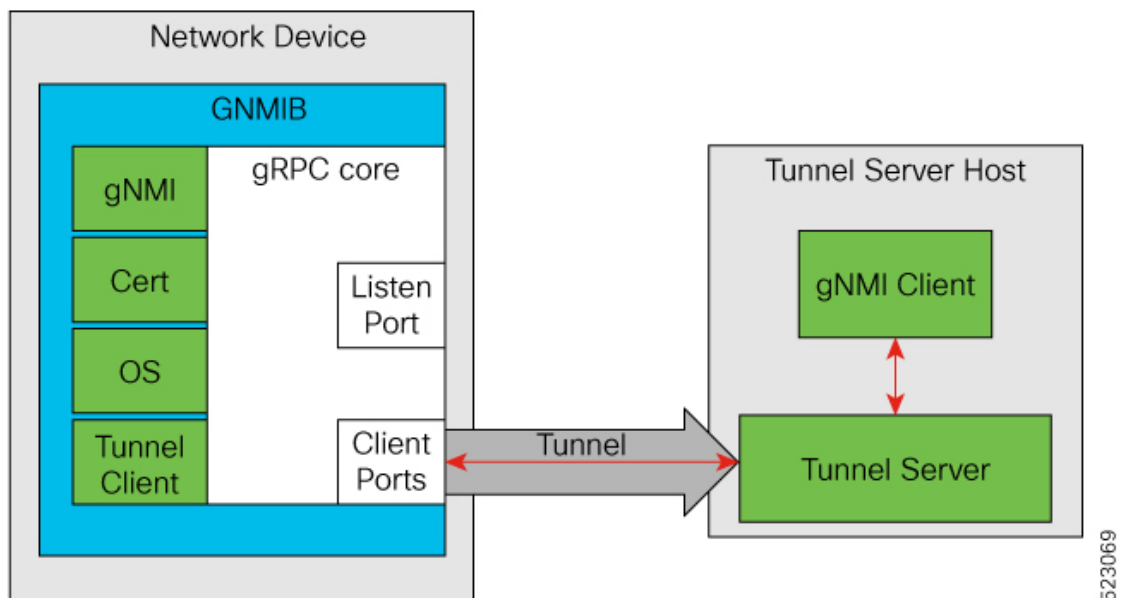 Network Device
GNMIB
gNMI
gRPC core
Cert
Listen
Port
OS
Tunnel
Client
Client
Ports
Tunnel
Tunnel Server Host
gNMI Client
Tunnel Server
523069